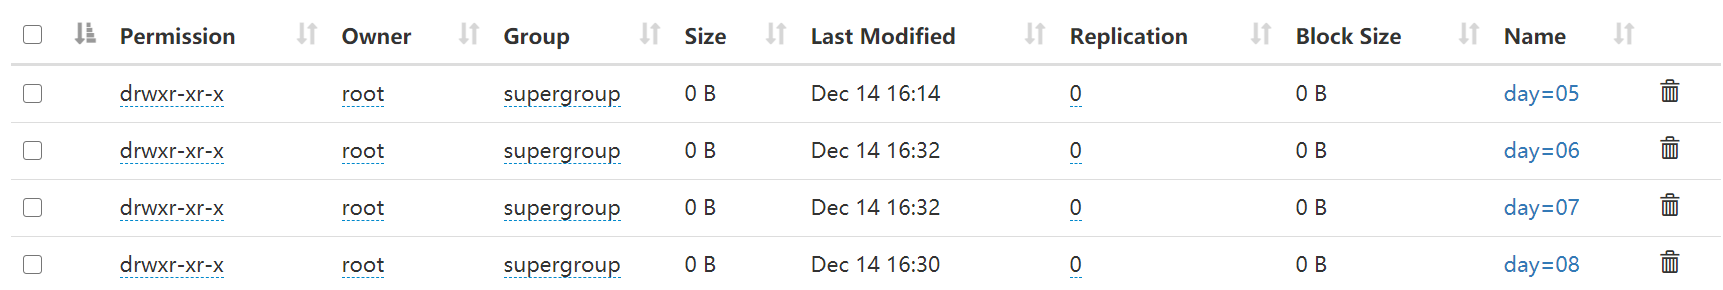 Permission Owner Group Size Last Modified Replication Block Size Name
drwxr-xr-x root supergroup 0 B Dec 14 16:14 0 0 B day=05
drwxr-xr-x root supergroup 0 B Dec 14 16:32 0 0 B day=06
drwxr-xr-x root supergroup 0 B Dec 14 16:32 0 0 B day=07
drwxr-xr-x root supergroup 0 B Dec 14 16:30 0 0 B day=08